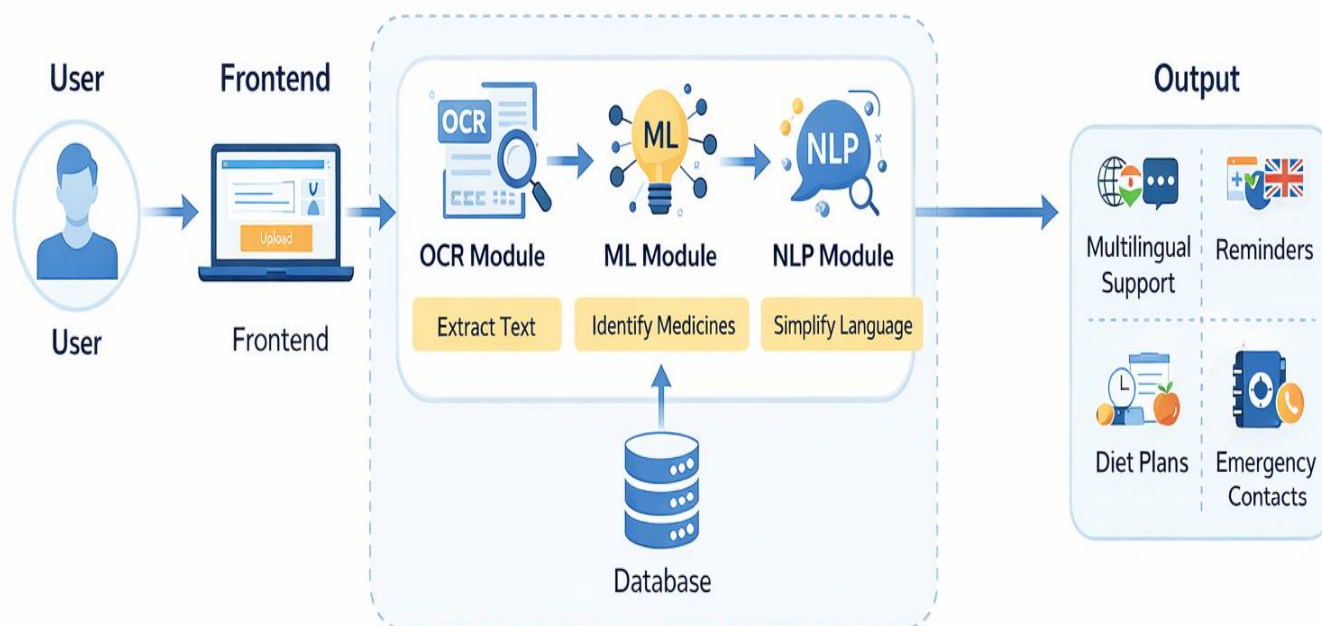 User
User
Frontend
Upload
Frontend
OCR
OCR Module
Extract Text
ML
ML Module
Identify Medicines
NLP
NLP Module
Simplify Language
Database
Output
Multilingual
Support
Reminders
Diet Plans
Emergency
Contacts